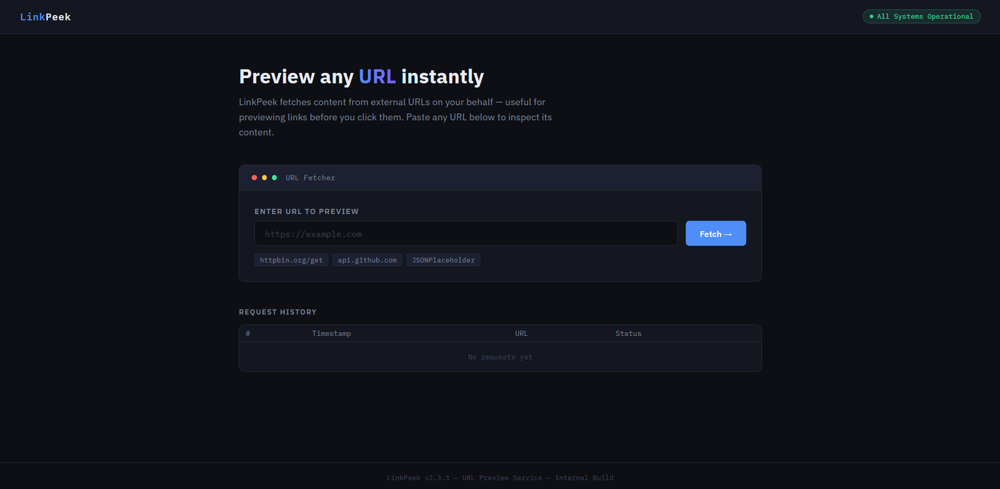 LinkPeek
All Systems Operational
Preview any URL instantly
LinkPeek fetches content from external URLs on your behalf — useful for
previewing links before you click them. Paste any URL below to inspect its
content.
URL Fetcher
ENTER URL TO PREVIEW
https://example.com
Fetch →
httpbin.org/get api.github.com JSONPlaceholder
REQUEST HISTORY
# Timestamp URL Status
No requests yet
LinkPeek v2.3.1 — URL Preview Service — Internal Build